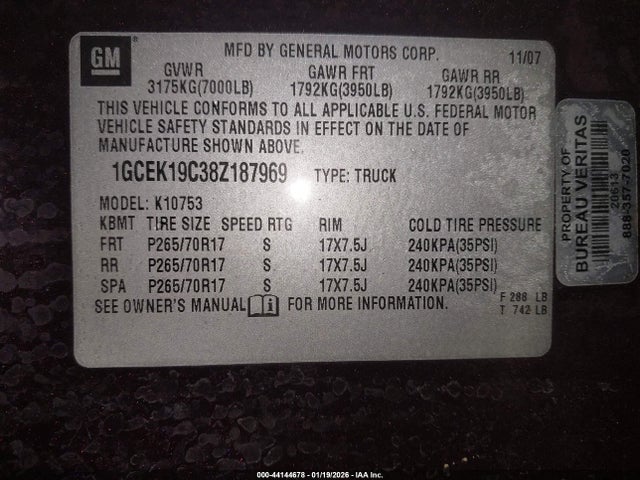 GM
MFD BY GENERAL MOTORS CORP. 11/07
GVWR GAWR FRT GAWR RR
3175KG(7000LB) 1792KG(3950LB) 1792KG(3950LB)
THIS VEHICLE CONFORMS TO ALL APPLICABLE U.S. FEDERAL MOTOR
VEHICLE SAFETY STANDARDS IN EFFECT ON THE DATE OF
MANUFACTURE SHOWN ABOVE.
1GCEK19C38Z187969 TYPE: TRUCK
MODEL: K10753
KBMT TIRE SIZE SPEED RTG RIM COLD TIRE PRESSURE
FRT P265/70R17 S 17X7.5J 240KPA(35PSI)
RR P265/70R17 S 17X7.5J 240KPA(35PSI)
SPA P265/70R17 S 17X7.5J 240KPA(35PSI)
SEE OWNER'S MANUAL FOR MORE INFORMATION.
F 288 LB
T 742 LB
PROPERTY OF
BUREAU VERITAS
20613
888-357-7020
000-44144678 - 01/19/2026 - IAA Inc.